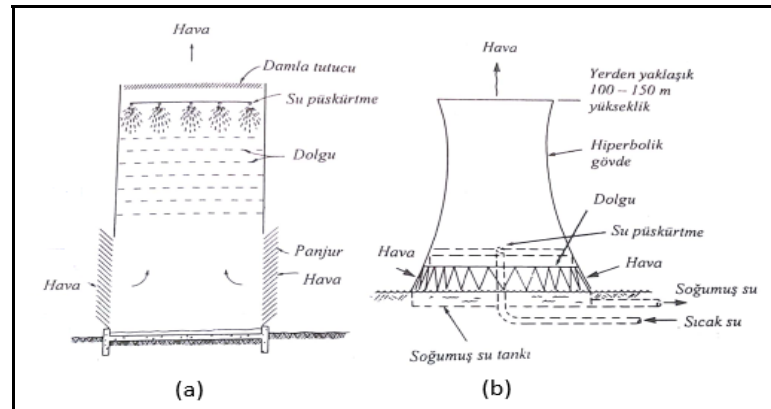 Hava
Damla tutucu
Su püskürtme
Dolgu
Panjur
Hava
Hava
(a)
Hava
Yerden yaklaşık
100 – 150 m
yükseklik
Hiperbolik
gövde
Dolgu
Su püskürtme
Hava
Hava
Soğumuş su
Sıcak su
Soğumuş su tankı
(b)